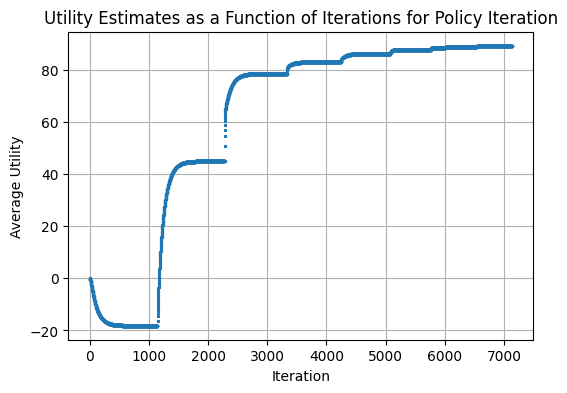 Utility Estimates as a Function of Iterations for Policy Iteration
80
60
40
20
0
−20
Average Utility
0 1000 2000 3000 4000 5000 6000 7000
Iteration